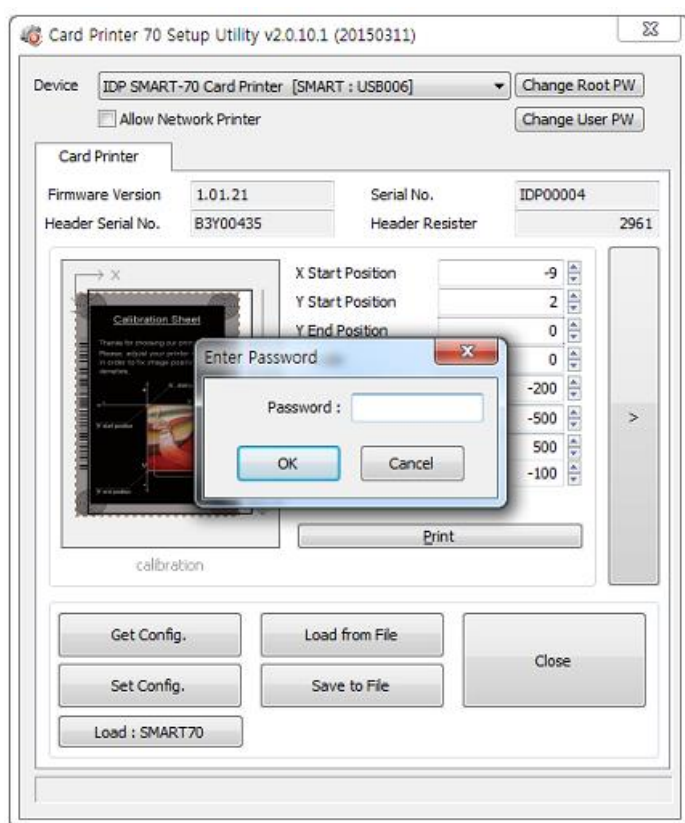 Card Printer 70 Setup Utility v2.0.10.1 (20150311)
Device
IDP SMART-70 Card Printer [SMART : USB006]
Change Root PW
Allow Network Printer
Change User PW
Card Printer
Firmware Version
1.01.21
Serial No.
IDP00004
Header Serial No.
B3Y00435
Header Resister
2961
X
Calibration Sheet
X Start Position
-9
Y Start Position
2
Y End Position
0
0
-200
-500
500
-100
>
Enter Password
Password :
OK
Cancel
Print
calibration
Get Config.
Load from File
Close
Set Config.
Save to File
Load : SMART70